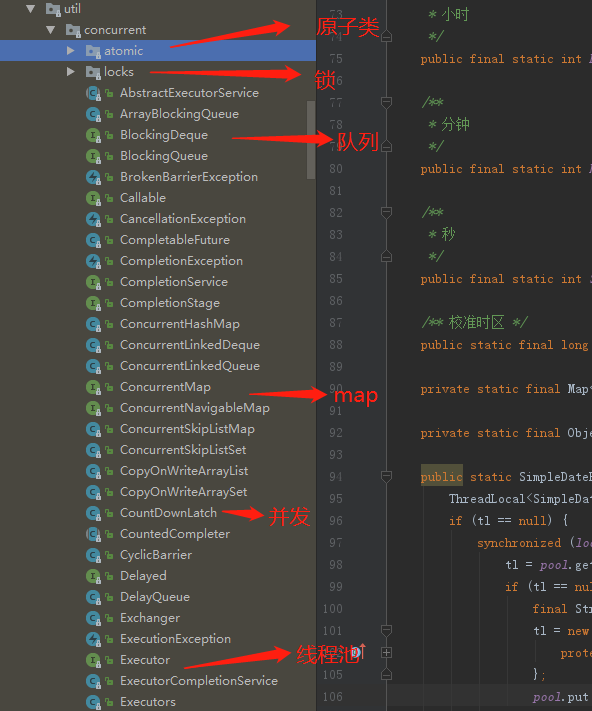 util
concurrent
atomic
locks
AbstractExecutorService
ArrayBlockingQueue
BlockingDeque
BlockingQueue
BrokenBarrierException
Callable
CancellationException
CompletableFuture
CompletionException
CompletionService
CompletionStage
ConcurrentHashMap
ConcurrentLinkedDeque
ConcurrentLinkedQueue
ConcurrentMap
ConcurrentNavigableMap
ConcurrentSkipListMap
ConcurrentSkipListSet
CopyOnWriteArrayList
CopyOnWriteArraySet
CountDownLatch
CountedCompleter
CyclicBarrier
Delayed
DelayQueue
Exchanger
ExecutionException
Executor
ExecutorCompletionService
Executors
原子类
锁
队列
map
并发
线程池
73 * 小时
74 */
75 public final static int
76
77 /**
78 * 分钟
79 */
80 public final static int
81
82 /**
83 * 秒
84 */
85 public final static int
86
87 /** 校准时区 */
88 public static final long
89
90 private static final Map<
91
92 private static final Obje
93
94 public static SimpleDateF
95 ThreadLocal<SimpleDat
96 if (tl == null) {
97 synchronized (loc
98 tl = pool.get
99 if (tl == nul
100 final Str
101 tl = new
prote
105 };
106 pool.put